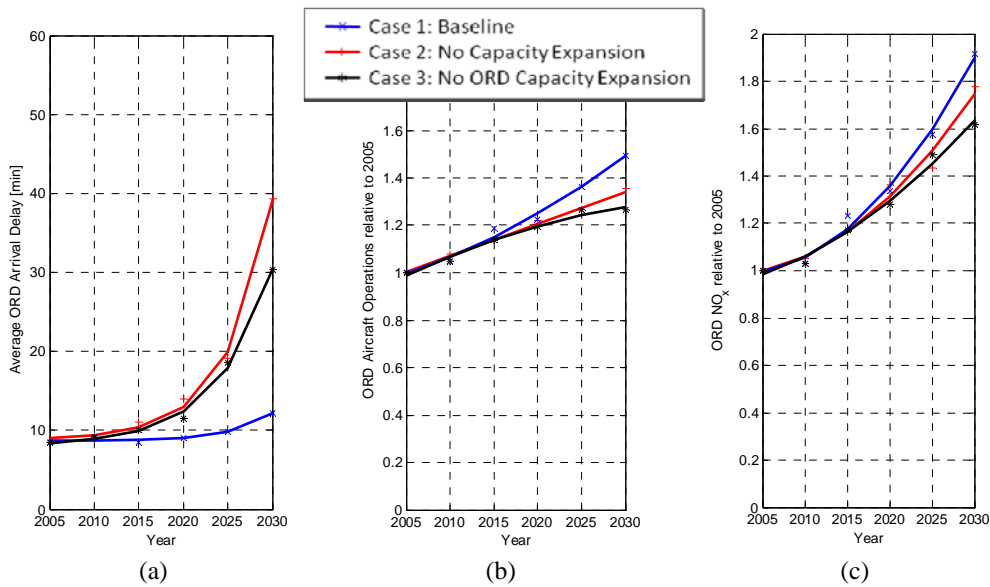 Case 1: Baseline
Case 2: No Capacity Expansion
Case 3: No ORD Capacity Expansion
Average ORD Arrival Delay [min]
60
50
40
30
20
10
0
2005 2010 2015 2020 2025 2030
Year
(a)
ORD Aircraft Operations relative to 2005
1.6
1.4
1.2
1
0.8
0.6
0.4
0.2
0
2005 2010 2015 2020 2025 2030
Year
(b)
ORD NOx relative to 2005
2
1.8
1.6
1.4
1.2
1
0.8
0.6
0.4
0.2
0
2005 2010 2015 2020 2025 2030
Year
(c)